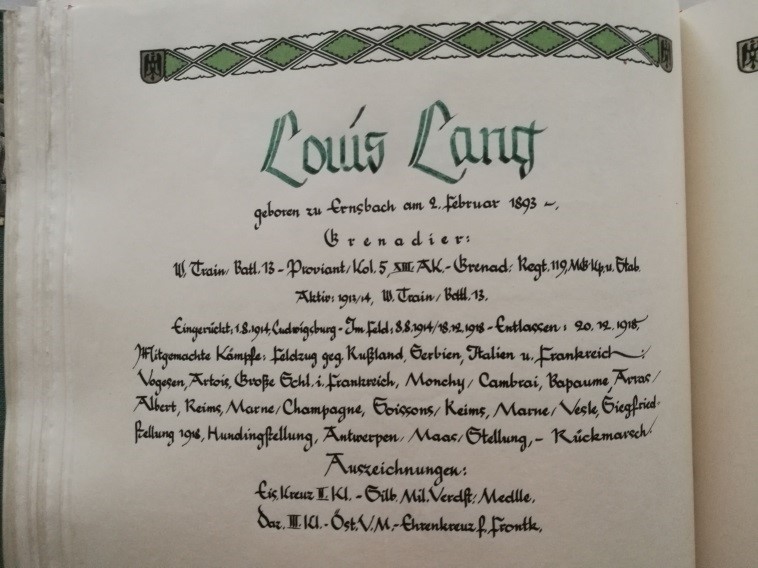 Louis Lang
geboren zu Ernsbach am 2. Februar 1893 ~.
Grenadier:
W. Train/Batl. 13 - Proviant/Kol. 5, XIII. AK. - Grenad: Regt. 119, MG-Kp. u. Stab.
Aktiv: 1913/14, W. Train/Batl. 13.
Eingerückt: 1.8.1914, Ludwigsburg - Im Feld: 8.8.1914/18.12.1918 - Entlassen: 20.12.1918,
Mitgemachte Kämpfe: Feldzug geg. Rußland, Serbien, Italien u. Frankreich:/
Vogesen, Artois, Große Schl. i. Frankreich, Monchy/Cambrai, Bapaume, Arras/
Albert, Reims, Marne/Champagne, Soissons/Reims, Marne/Vesle, Siegfried-
stellung 1918, Hundingstellung, Antwerpen/Maas/Stellung, - Rückmarsch/
Auszeichnungen:
Eis. Kreuz II. Kl. - Silb. Mil. Verdst/Medlle.
III. Kl. - Öst. V. M. - Ehrenkreuz f. Frontk.